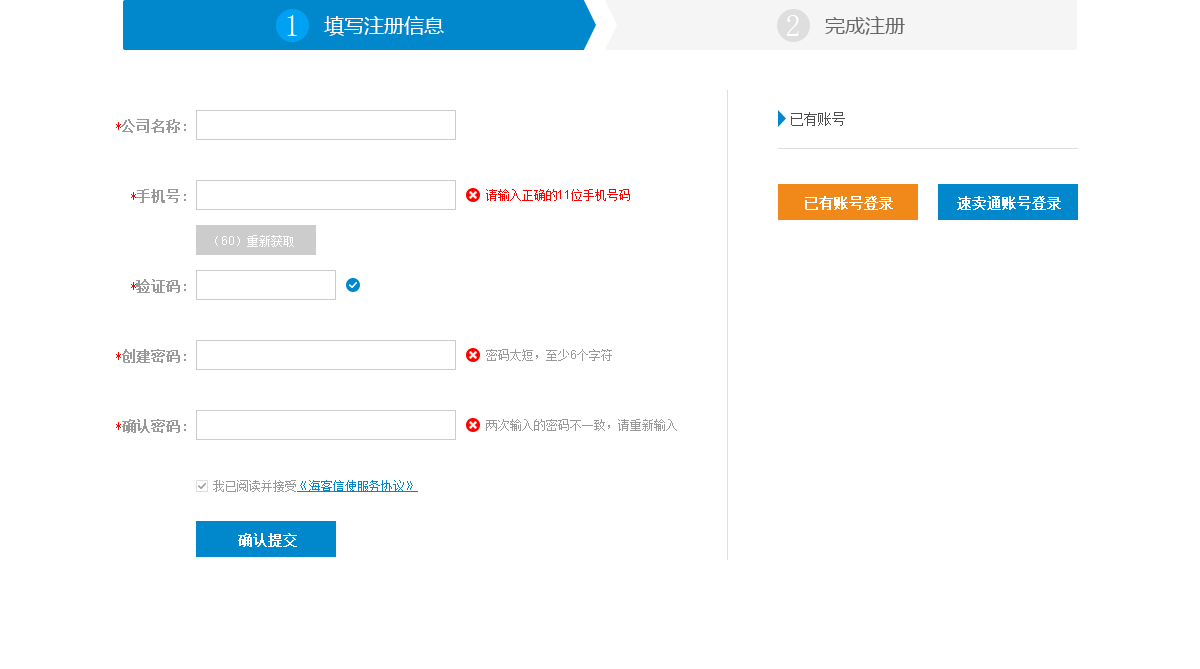 1 填写注册信息
2 完成注册
*公司名称：
已有账号
*手机号：
请输入正确的11位手机号码
已有账号登录
速卖通账号登录
（60）重新获取
*验证码：
*创建密码：
密码太短，至少6个字符
*确认密码：
两次输入的密码不一致，请重新输入
我已阅读并接受《海客信使服务协议》
确认提交